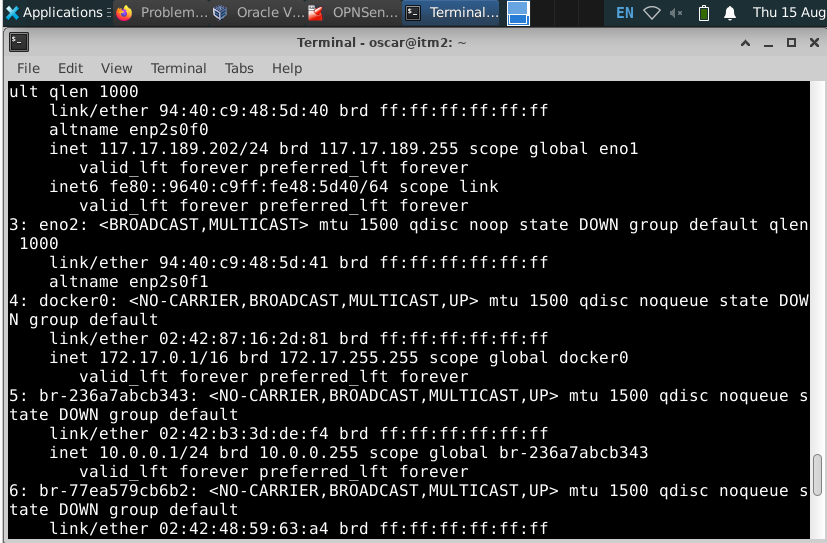 Applications
Problem...
Oracle V...
OPNSen...
Terminal...
EN
Thu 15 Aug
Terminal - oscar@itm2: ~
File Edit View Terminal Tabs Help
ult qlen 1000
    link/ether 94:40:c9:48:5d:40 brd ff:ff:ff:ff:ff:ff
    altname enp2s0f0
    inet 117.17.189.202/24 brd 117.17.189.255 scope global eno1
       valid_lft forever preferred_lft forever
    inet6 fe80::9640:c9ff:fe48:5d40/64 scope link
       valid_lft forever preferred_lft forever
3: eno2: <BROADCAST,MULTICAST> mtu 1500 qdisc noop state DOWN group default qlen
 1000
    link/ether 94:40:c9:48:5d:41 brd ff:ff:ff:ff:ff:ff
    altname enp2s0f1
4: docker0: <NO-CARRIER,BROADCAST,MULTICAST,UP> mtu 1500 qdisc noqueue state DOW
N group default
    link/ether 02:42:87:16:2d:81 brd ff:ff:ff:ff:ff:ff
    inet 172.17.0.1/16 brd 172.17.255.255 scope global docker0
       valid_lft forever preferred_lft forever
5: br-236a7abcb343: <NO-CARRIER,BROADCAST,MULTICAST,UP> mtu 1500 qdisc noqueue s
tate DOWN group default
    link/ether 02:42:b3:3d:de:f4 brd ff:ff:ff:ff:ff:ff
    inet 10.0.0.1/24 brd 10.0.0.255 scope global br-236a7abcb343
       valid_lft forever preferred_lft forever
6: br-77ea579cb6b2: <NO-CARRIER,BROADCAST,MULTICAST,UP> mtu 1500 qdisc noqueue s
tate DOWN group default
    link/ether 02:42:48:59:63:a4 brd ff:ff:ff:ff:ff:ff